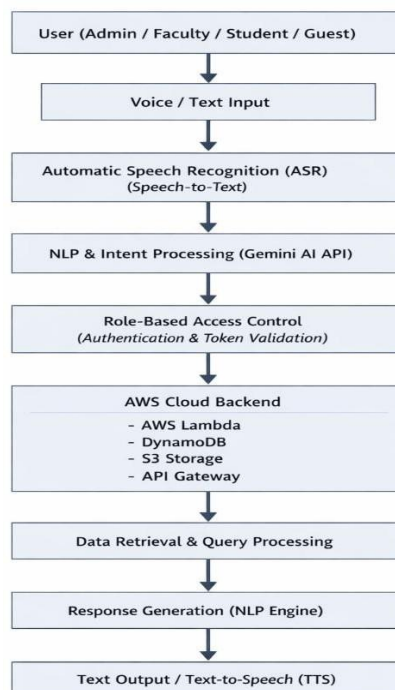 User (Admin / Faculty / Student / Guest)
Voice / Text Input
Automatic Speech Recognition (ASR)
(Speech-to-Text)
NLP & Intent Processing (Gemini AI API)
Role-Based Access Control
(Authentication & Token Validation)
AWS Cloud Backend
- AWS Lambda
- DynamoDB
- S3 Storage
- API Gateway
Data Retrieval & Query Processing
Response Generation (NLP Engine)
Text Output / Text-to-Speech (TTS)